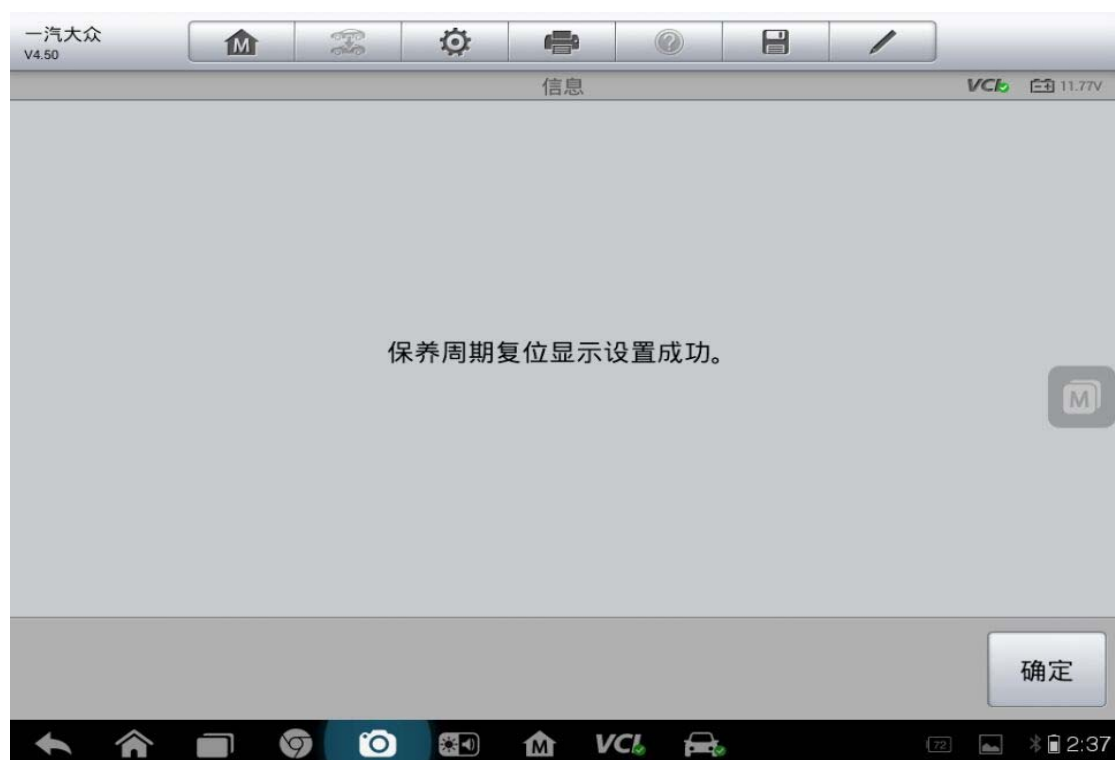 一汽大众
V4.50
信息
VCI
11.77V
保养周期复位显示设置成功。
M
确定
M
VCI
72
2:37